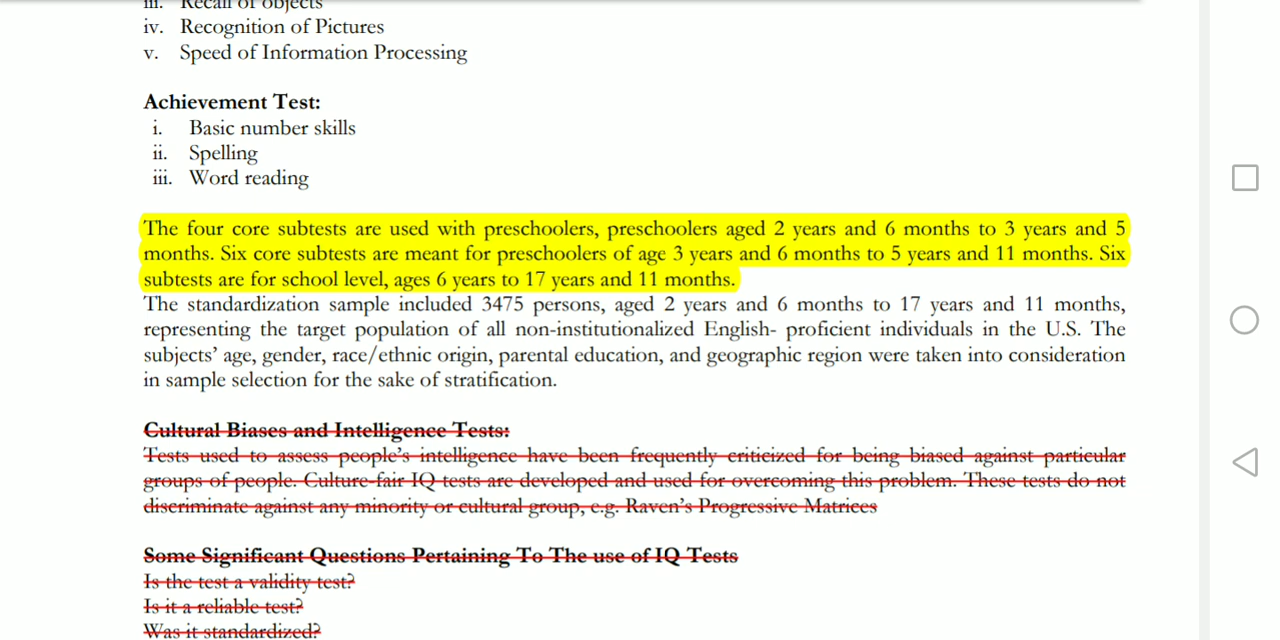 iii. Recall of objects
iv. Recognition of Pictures
v. Speed of Information Processing
Achievement Test:
i. Basic number skills
ii. Spelling
iii. Word reading
The four core subtests are used with preschoolers, preschoolers aged 2 years and 6 months to 3 years and 5
months. Six core subtests are meant for preschoolers of age 3 years and 6 months to 5 years and 11 months. Six
subtests are for school level, ages 6 years to 17 years and 11 months.
The standardization sample included 3475 persons, aged 2 years and 6 months to 17 years and 11 months,
representing the target population of all non-institutionalized English- proficient individuals in the U.S. The
subjects’ age, gender, race/ethnic origin, parental education, and geographic region were taken into consideration
in sample selection for the sake of stratification.
Cultural Biases and Intelligence Tests:
Tests used to assess people’s intelligence have been frequently criticized for being biased against particular
groups of people. Culture-fair IQ tests are developed and used for overcoming this problem. These tests do not
discriminate against any minority or cultural group, e.g. Raven’s Progressive Matrices
Some Significant Questions Pertaining To The use of IQ Tests
Is the test a validity test?
Is it a reliable test?
Was it standardized?